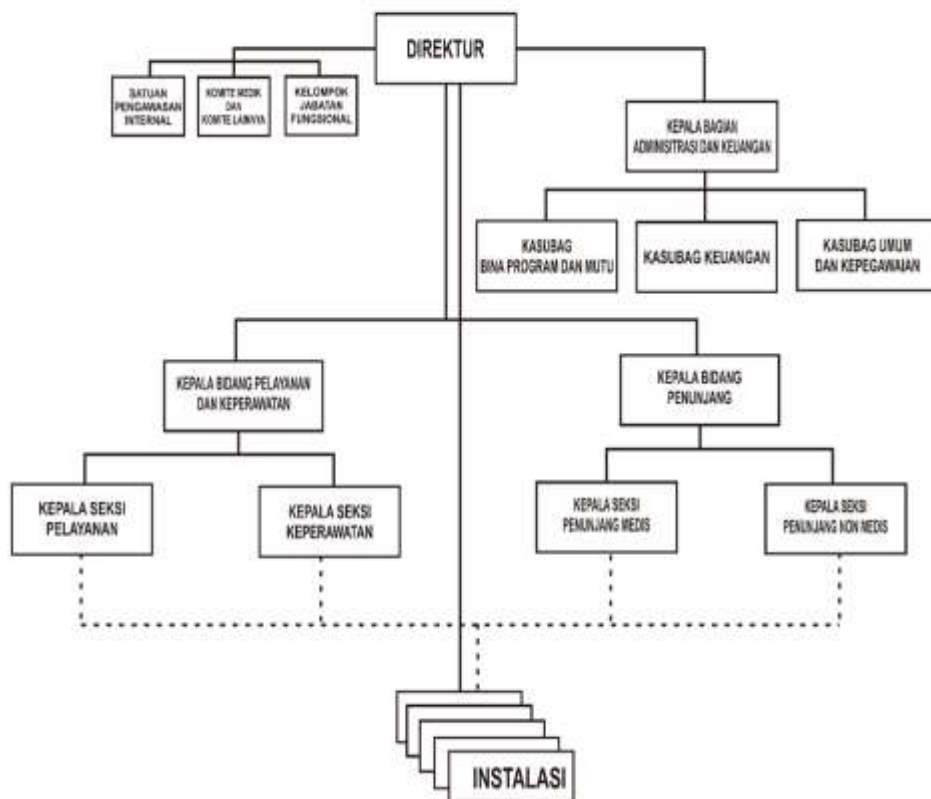 DIREKTUR
SATUAN
PENGAWASAN
INTERNAL
KOMITE MEDIK
DAN
KOMITE LAINNYA
KELOMPOK
JABATAN
FUNGSIONAL
KEPALA BAGIAN
ADMINISITRASI DAN KEUANGAN
KASUBAG
BINA PROGRAM DAN MUTU
KASUBAG KEUANGAN
KASUBAG UMUM
DAN KEPEGAWAIAN
KEPALA BIDANG PELAYANAN
DAN KEPERAWATAN
KEPALA BIDANG
PENUNJANG
KEPALA SEKSI
PELAYANAN
KEPALA SEKSI
KEPERAWATAN
KEPALA SEKSI
PENUNJANG MEDIS
KEPALA SEKSI
PENUNJANG NON MEDIS
INSTALASI